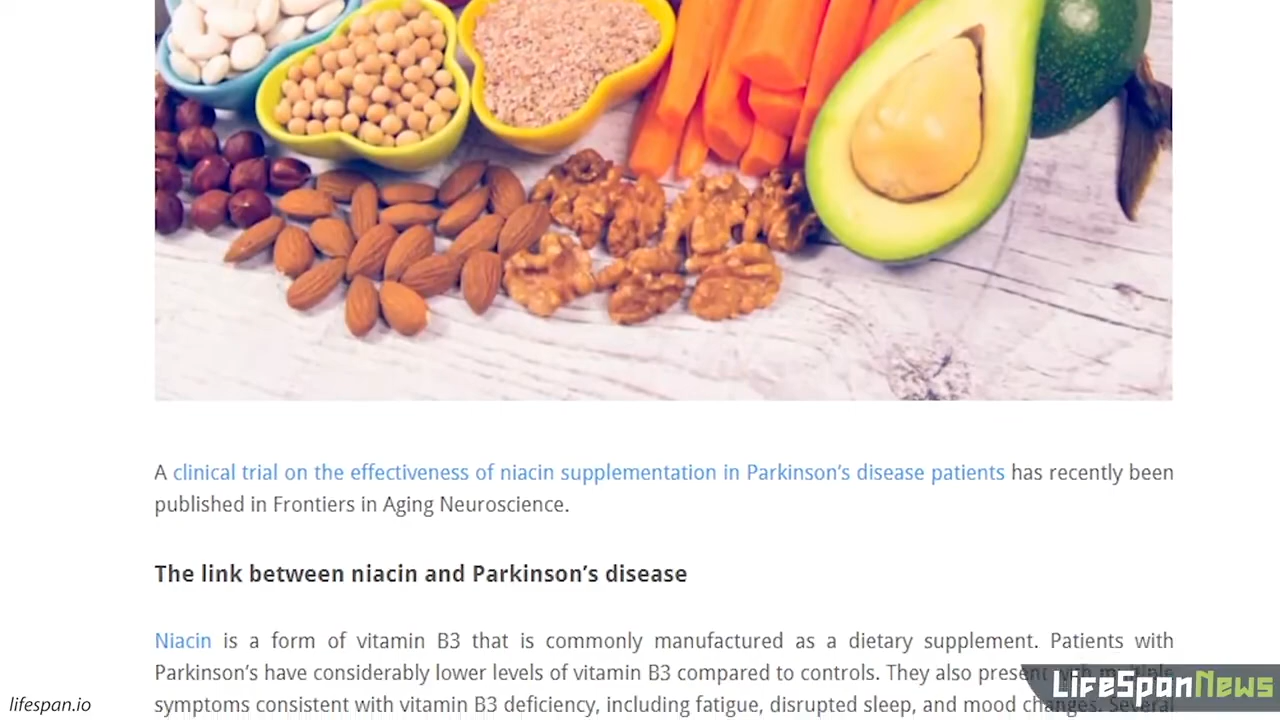 A clinical trial on the effectiveness of niacin supplementation in Parkinson’s disease patients has recently been
published in Frontiers in Aging Neuroscience.
The link between niacin and Parkinson’s disease
Niacin is a form of vitamin B3 that is commonly manufactured as a dietary supplement. Patients with
Parkinson’s have considerably lower levels of vitamin B3 compared to controls. They also present with multiple
symptoms consistent with vitamin B3 deficiency, including fatigue, disrupted sleep, and mood changes. Several
LifeSpanNews
lifespan.io